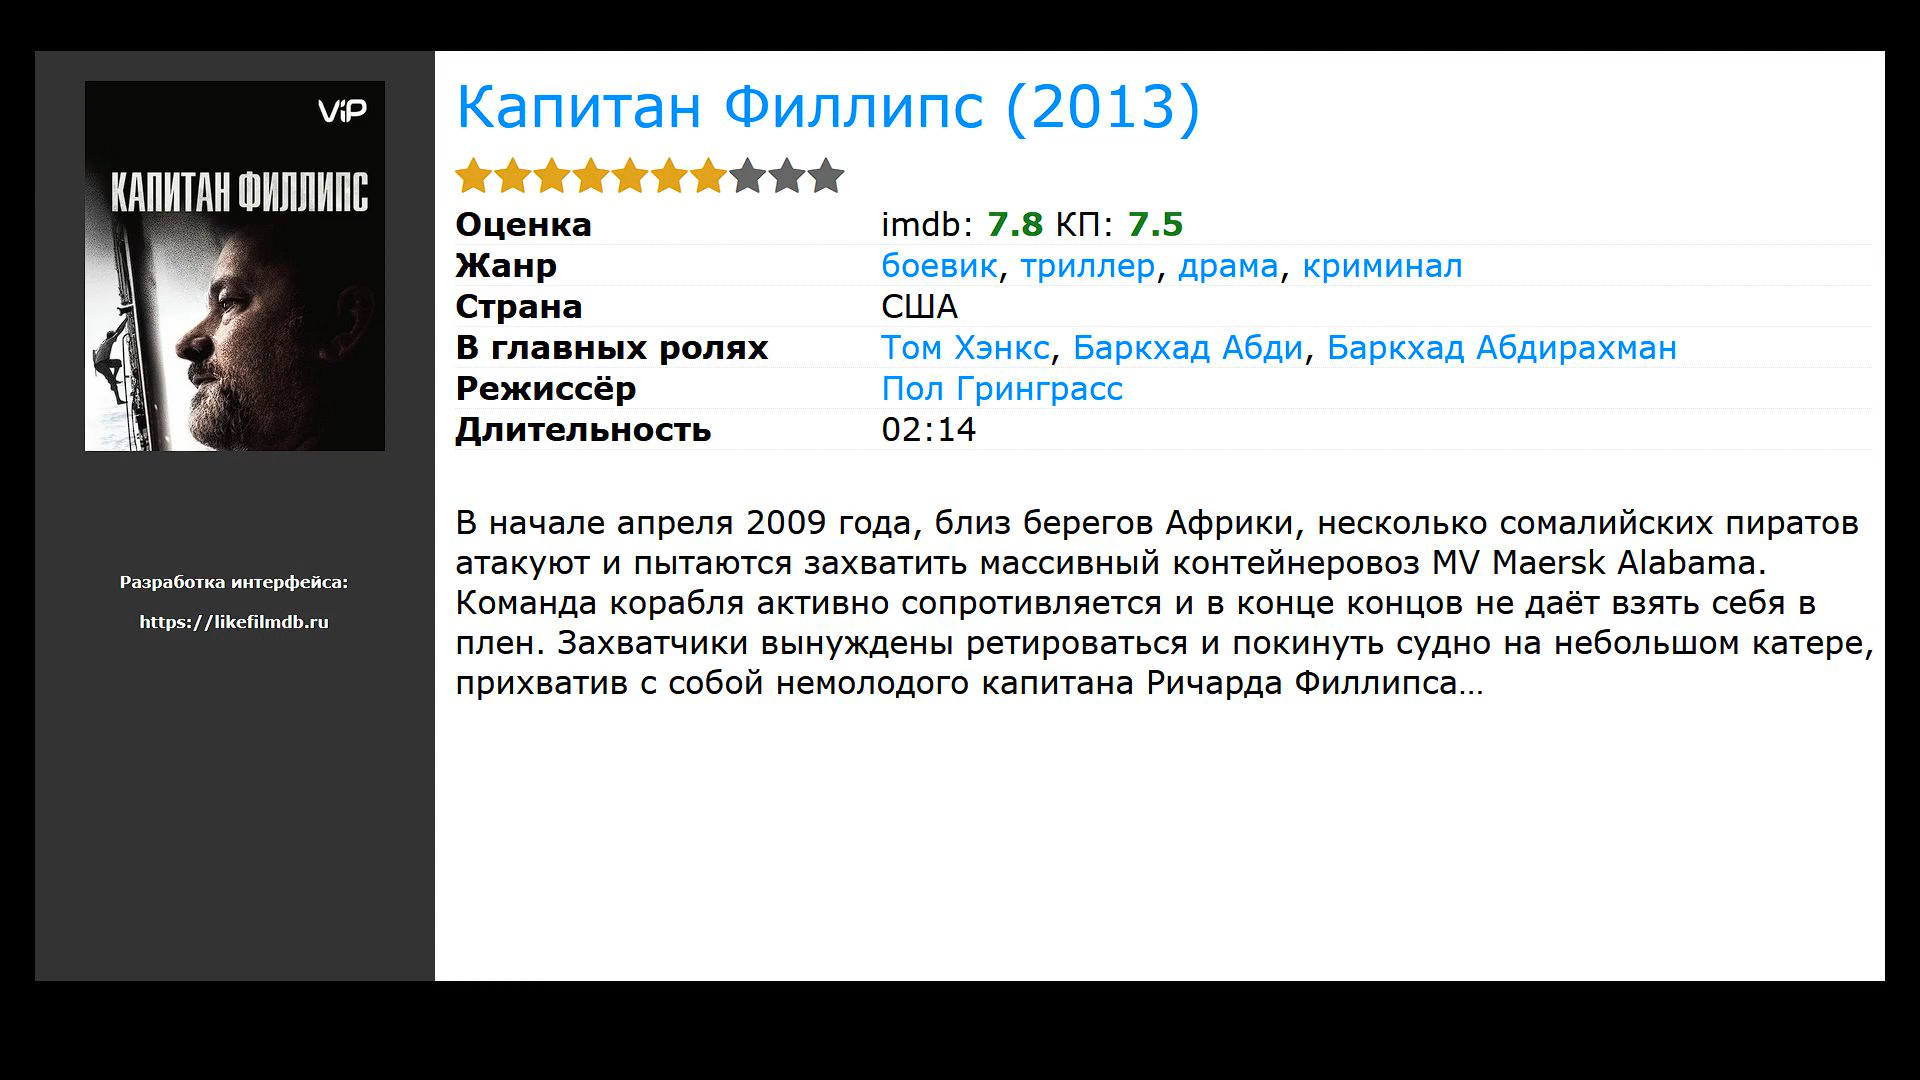 ViP
КАПИТАН ФИЛЛИПС
Разработка интерфейса:
https://likefilmdb.ru
Капитан Филлипс (2013)
Оценка imdb: 7.8 КП: 7.5
Жанр боевик, триллер, драма, криминал
Страна США
В главных ролях Том Хэнкс, Баркхад Абди, Баркхад Абдирахман
Режиссёр Пол Гринграсс
Длительность 02:14
В начале апреля 2009 года, близ берегов Африки, несколько сомалийских пиратов
атакуют и пытаются захватить массивный контейнеровоз MV Maersk Alabama.
Команда корабля активно сопротивляется и в конце концов не даёт взять себя в
плен. Захватчики вынуждены ретироваться и покинуть судно на небольшом катере,
прихватив с собой немолодого капитана Ричарда Филлипса…